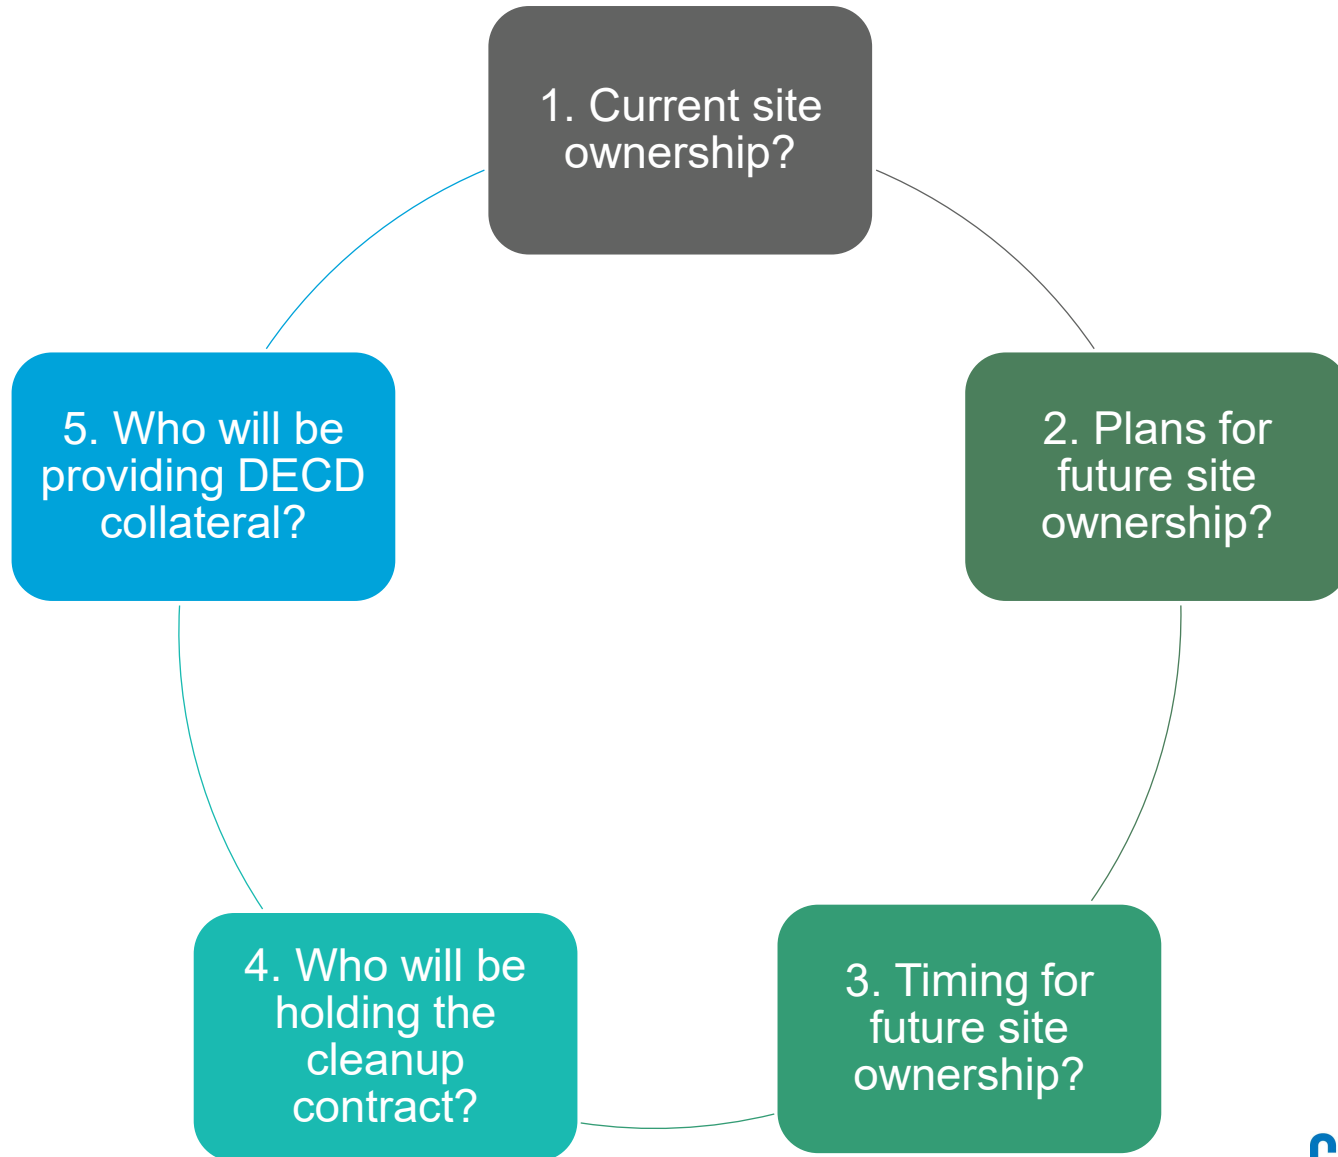 1. Current site
ownership?
2. Plans for
future site
ownership?
3. Timing for
future site
ownership?
4. Who will be
holding the
cleanup
contract?
5. Who will be
providing DECD
collateral?